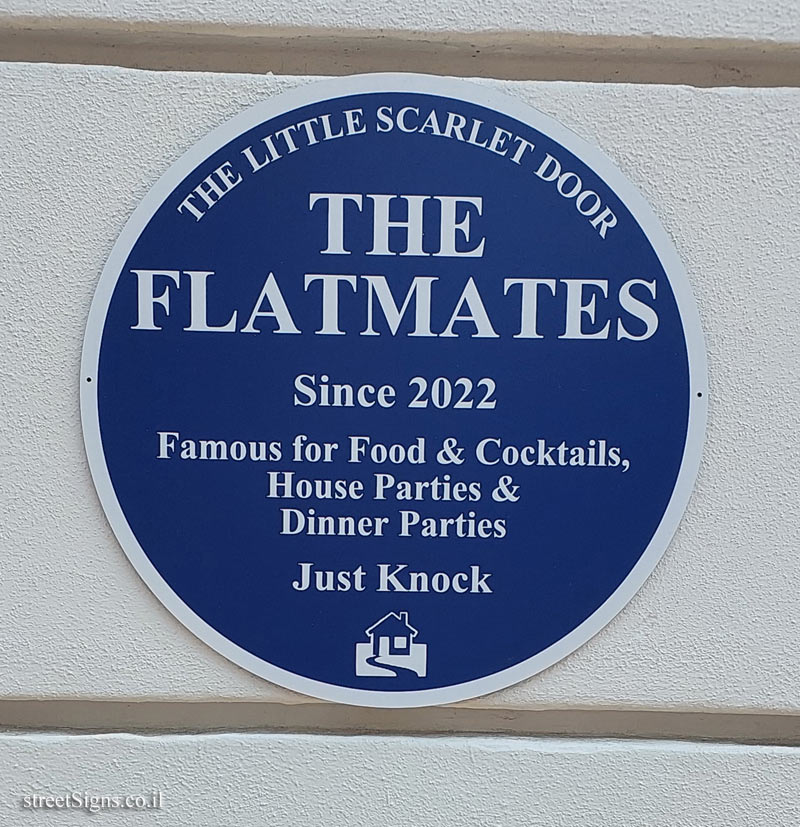 THE LITTLE SCARLET DOOR
THE
FLATMATES
Since 2022
Famous for Food & Cocktails,
House Parties &
Dinner Parties
Just Knock
streetSigns.co.il